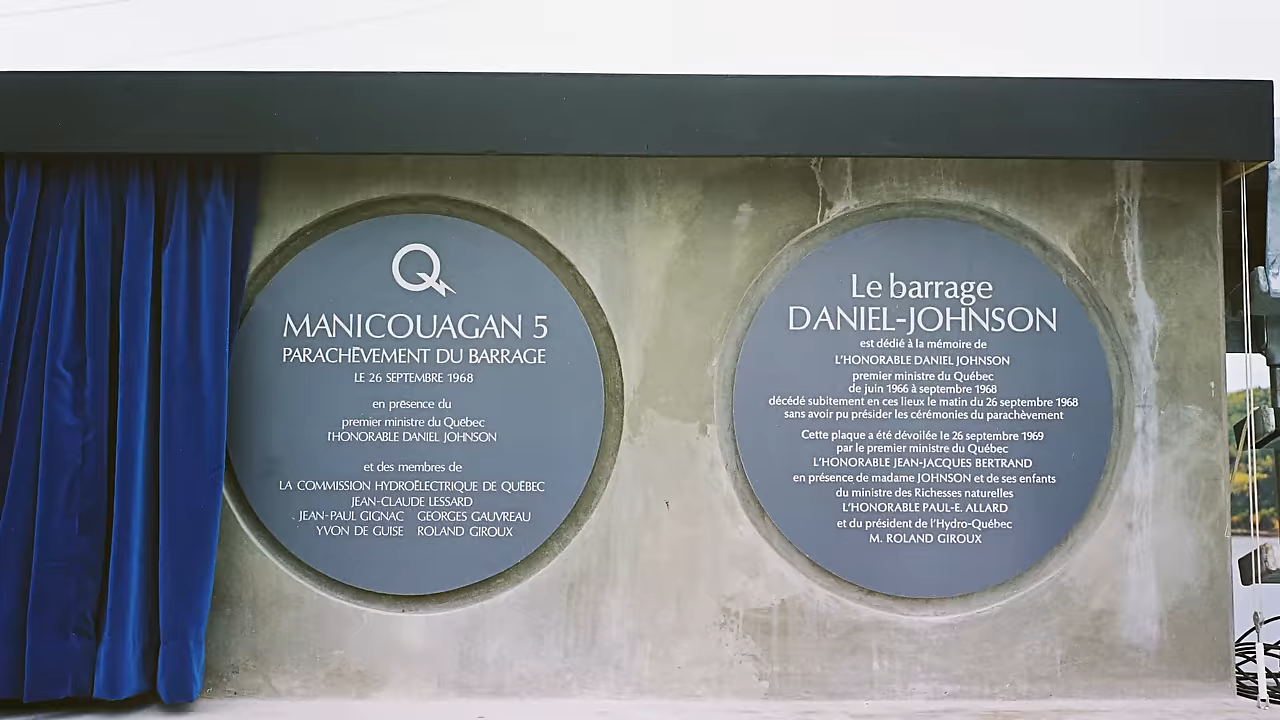 MANICOUAGAN 5
PARACHÈVEMENT DU BARRAGE
LE 26 SEPTEMBRE 1968
en présence du
premier ministre du Québec
l'HONORABLE DANIEL JOHNSON
et des membres de
LA COMMISSION HYDROÉLECTRIQUE DE QUÉBEC
JEAN-CLAUDE LESSARD
JEAN-PAUL GIGNAC GEORGES GAUVREAU
YVON DE GUISE ROLAND GIROUX
Le barrage
DANIEL-JOHNSON
est dédié à la mémoire de
L'HONORABLE DANIEL JOHNSON
premier ministre du Québec
de juin 1966 à septembre 1968
décédé subitement en ces lieux le matin du 26 septembre 1968
sans avoir pu présider les cérémonies du parachèvement
Cette plaque a été dévoilée le 26 septembre 1969
par le premier ministre du Québec
L'HONORABLE JEAN-JACQUES BERTRAND
en présence de madame JOHNSON et de ses enfants
du ministre des Richesses naturelles
L'HONORABLE PAUL-E. ALLARD
et du président de l'Hydro-Québec
M. ROLAND GIROUX